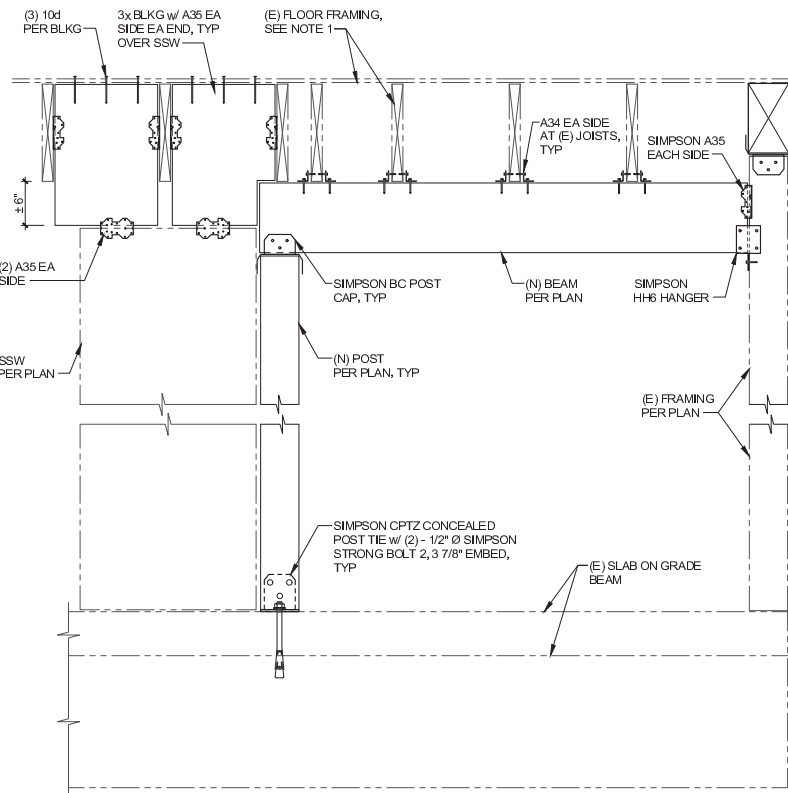 (3) 10d
PER BLKG
3x BLKG w/ A35 EA
SIDE EA END, TYP
OVER SSW
(E) FLOOR FRAMING,
SEE NOTE 1
A34 EA SIDE
AT (E) JOISTS,
TYP
SIMPSON A35
EACH SIDE
± 6"
(2) A35 EA
SIDE
SIMPSON BC POST
CAP, TYP
(N) BEAM
PER PLAN
SIMPSON
HH6 HANGER
SSW
PER PLAN
(N) POST
PER PLAN, TYP
(E) FRAMING
PER PLAN
SIMPSON CPTZ CONCEALED
POST TIE w/ (2) - 1/2" Ø SIMPSON
STRONG BOLT 2, 3 7/8" EMBED,
TYP
(E) SLAB ON GRADE
BEAM